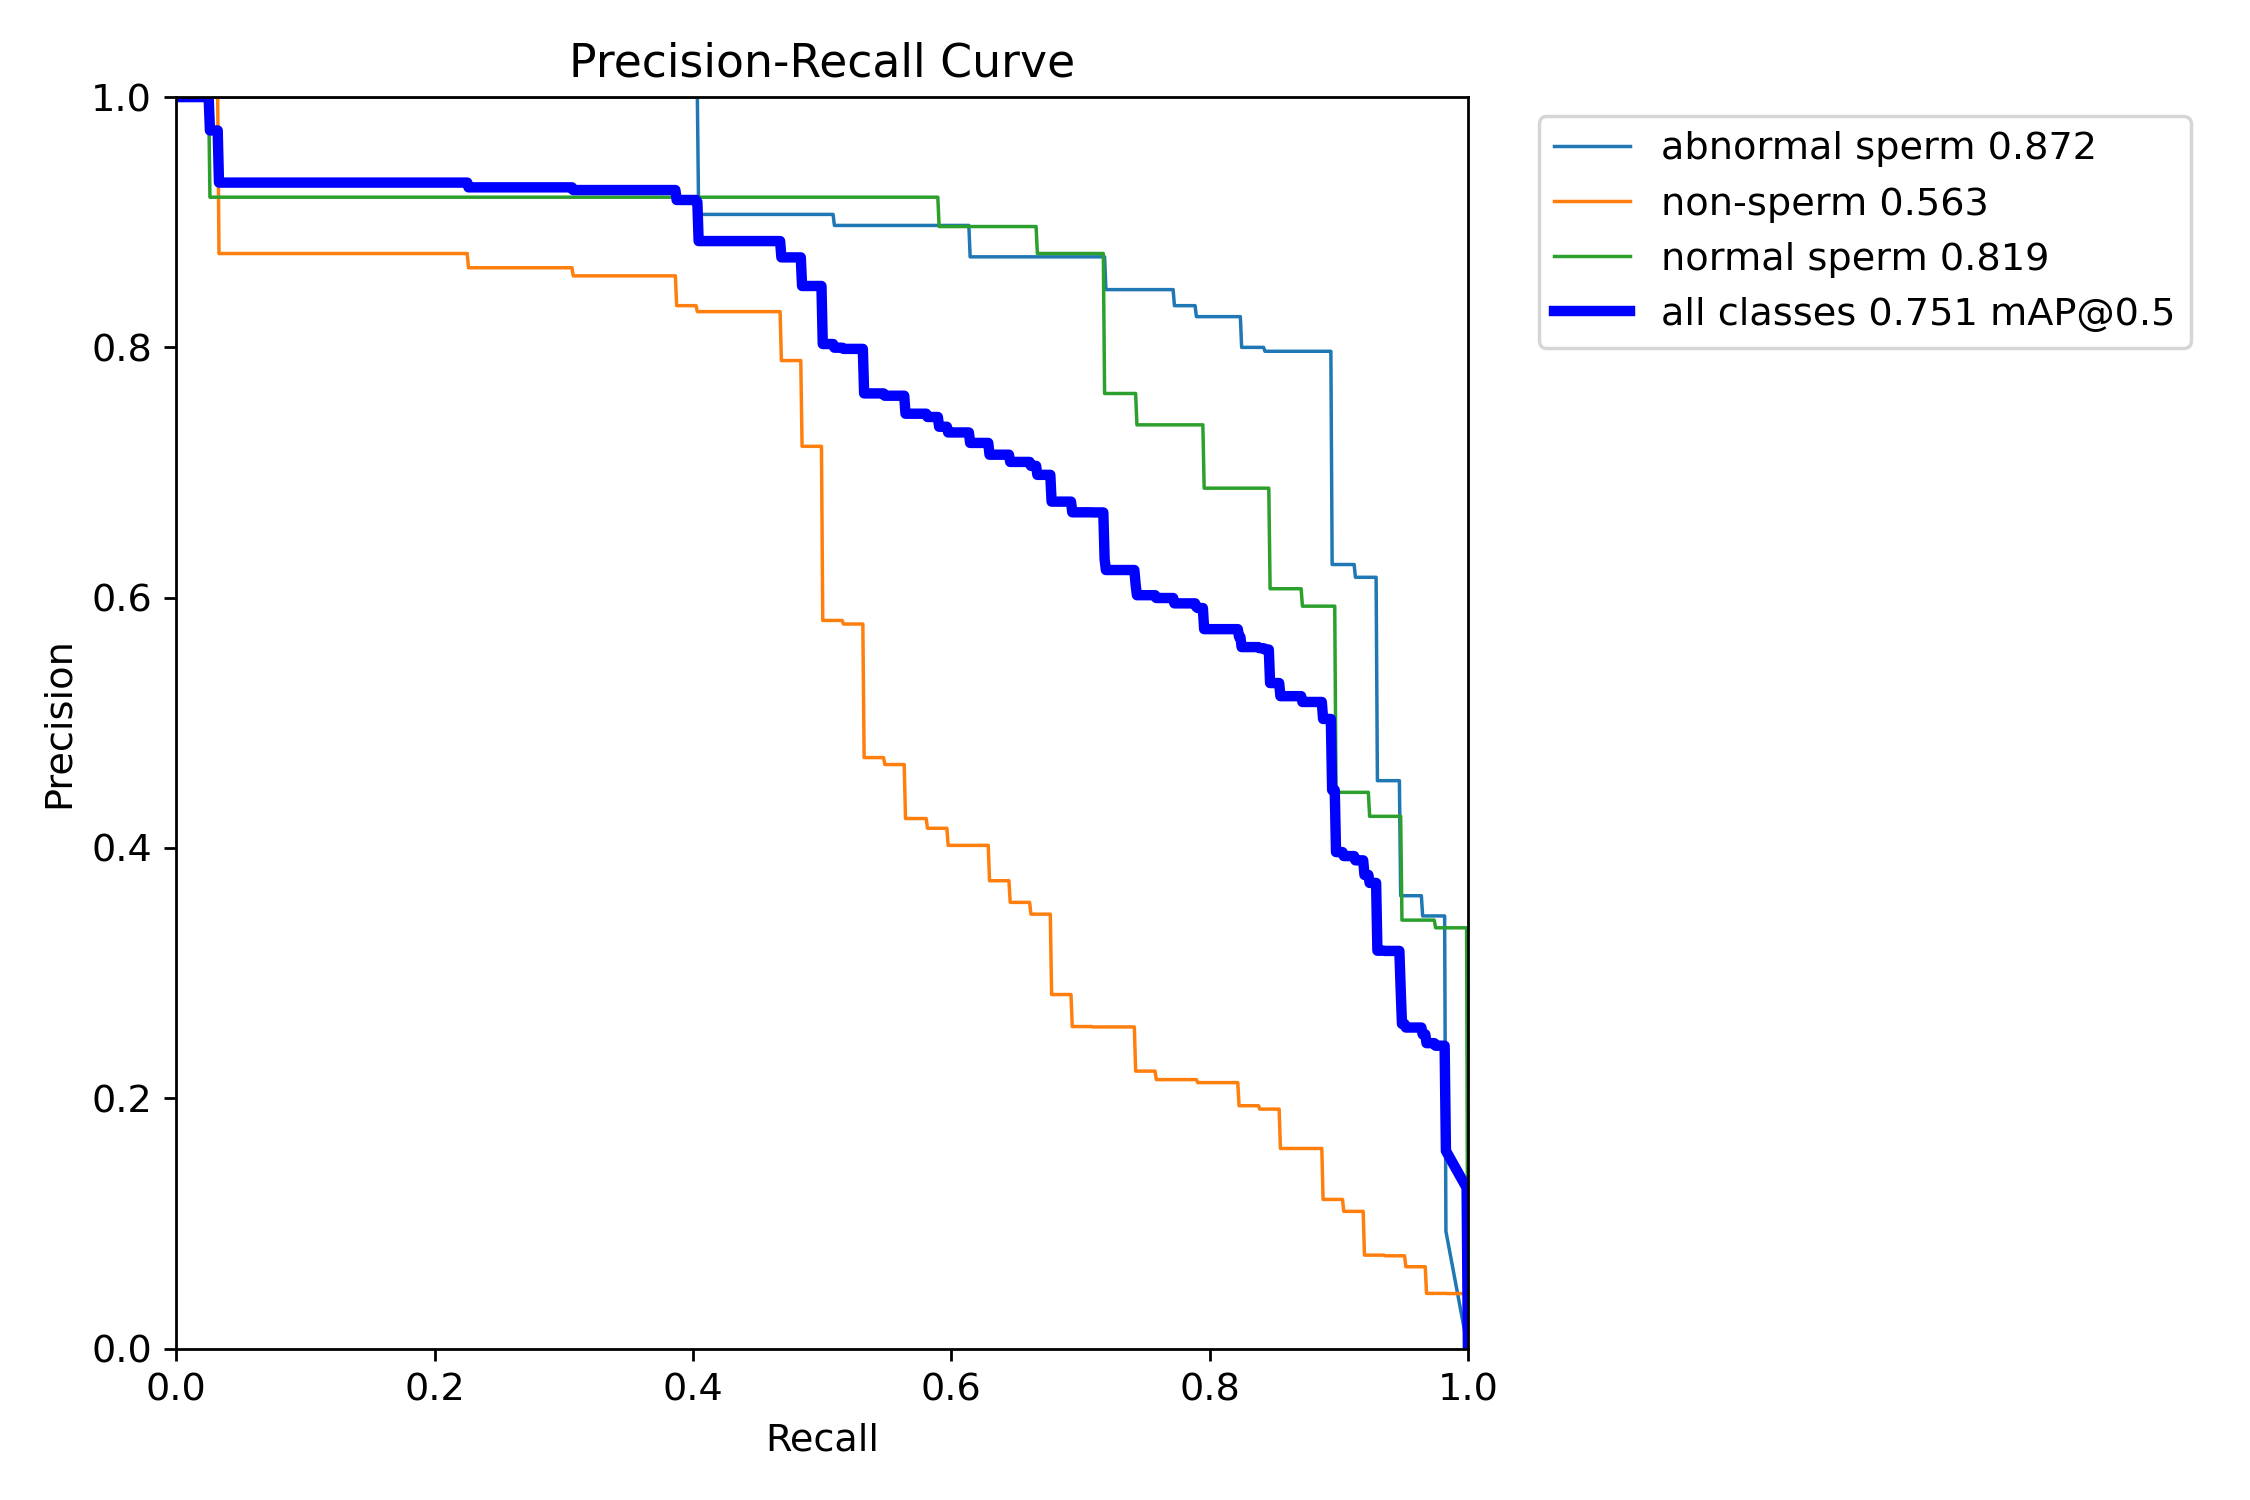 Precision-Recall Curve
1.0
0.8
0.6
0.4
0.2
0.0
Precision
0.0 0.2 0.4 0.6 0.8 1.0
Recall
abnormal sperm 0.872
non-sperm 0.563
normal sperm 0.819
all classes 0.751 mAP@0.5